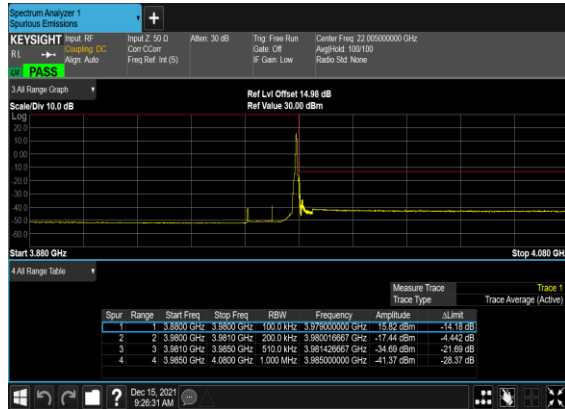 Spectrum Analyzer 1
Spurious Emissions
+
KEYSIGHT Input: RF Input Z: 50 Ω Atten: 30 dB Trig: Free Run Center Freq: 22.005000000 GHz
RL Coupling: DC Corr CCorr Gate: Off Avg|Hold: 100/100
Align: Auto Freq Ref: Int (S) IF Gain: Low Radio Std: None
PASS
3 All Range Graph
Ref Lvl Offset 14.98 dB
Scale/Div 10.0 dB Ref Value 30.00 dBm
Log
20.0
10.0
0.00
-10.0
-20.0
-30.0
-40.0
-50.0
-60.0
Start 3.880 GHz Stop 4.080 GH
4 All Range Table
Measure Trace Trace 1
Trace Type Trace Average (Active)
Spur Range Start Freq Stop Freq RBW Frequency Amplitude ΔLimit
1 1 3.8800 GHz 3.9800 GHz 100.0 kHz 3.979000000 GHz 15.82 dBm -14.18 dB
2 2 3.9800 GHz 3.9810 GHz 200.0 kHz 3.980016667 GHz -17.44 dBm -4.442 dB
3 3 3.9810 GHz 3.9850 GHz 510.0 kHz 3.981426667 GHz -34.69 dBm -21.69 dB
4 4 3.9850 GHz 4.0800 GHz 1.000 MHz 3.985000000 GHz -41.37 dBm -28.37 dB
? Dec 15, 2021
9:26:31 AM